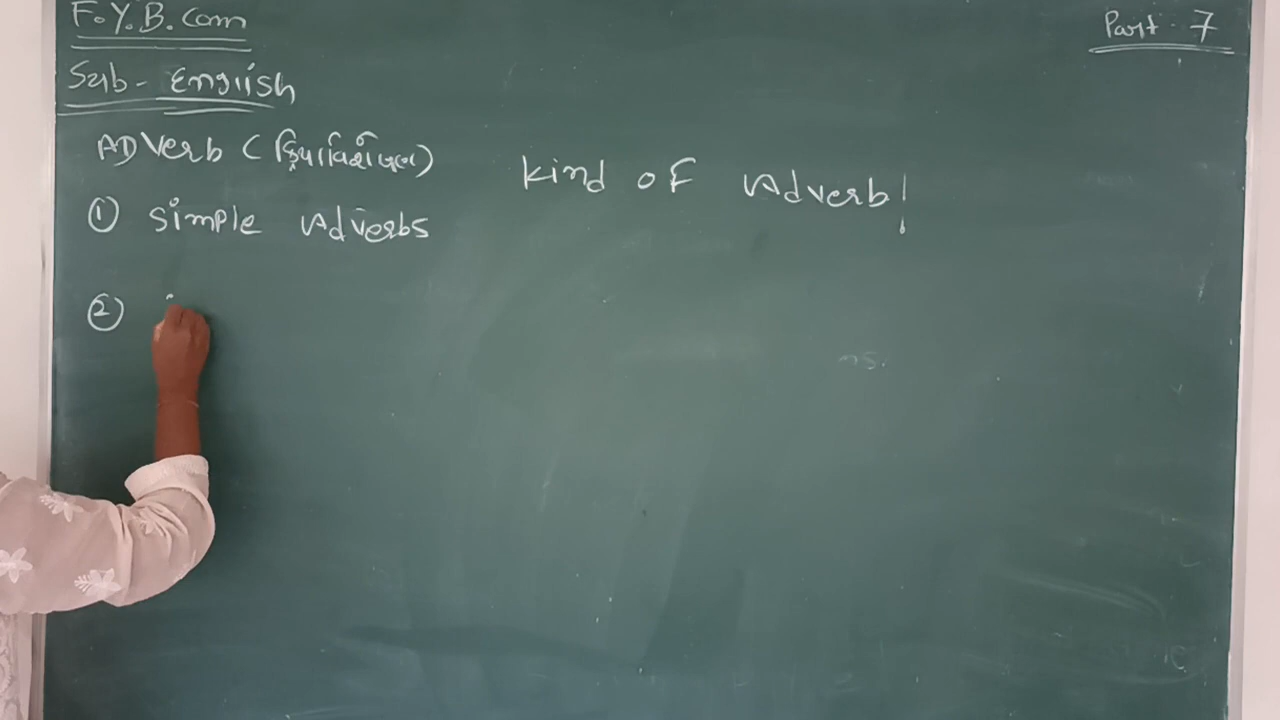 F.Y.B.Com
Part - 7
Sub - English
ADverb (ક્રિયાવિશેષણ)
Kind of Adverb!
① Simple Adverbs
②